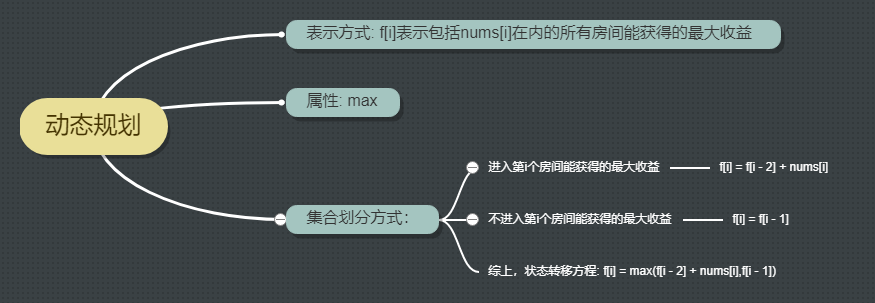 动态规划
表示方式: f[i]表示包括nums[i]在内的所有房间能获得的最大收益
属性: max
集合划分方式：
进入第i个房间能获得的最大收益
f[i] = f[i - 2] + nums[i]
不进入第i个房间能获得的最大收益
f[i] = f[i - 1]
综上，状态转移方程: f[i] = max(f[i - 2] + nums[i],f[i - 1])